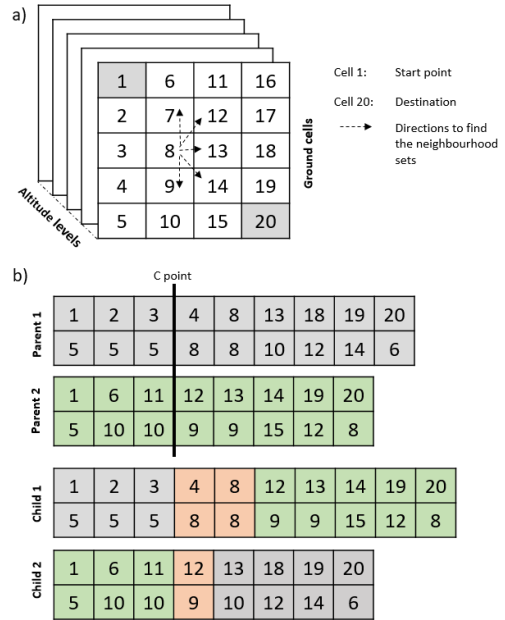 a)
1 6 11 16
2 7 12 17
3 8 13 18
4 9 14 19
5 10 15 20
Altitude levels
Ground cells
Cell 1: Start point
Cell 20: Destination
Directions to find
the neighbourhood
sets
b)
C point
Parent 1
1 2 3 4 8 13 18 19 20
5 5 5 8 8 10 12 14 6
Parent 2
1 6 11 12 13 14 19 20
5 10 10 9 9 15 12 8
Child 1
1 2 3 4 8 12 13 14 19 20
5 5 5 8 8 9 9 15 12 8
Child 2
1 6 11 12 13 18 19 20
5 10 10 9 10 12 14 6